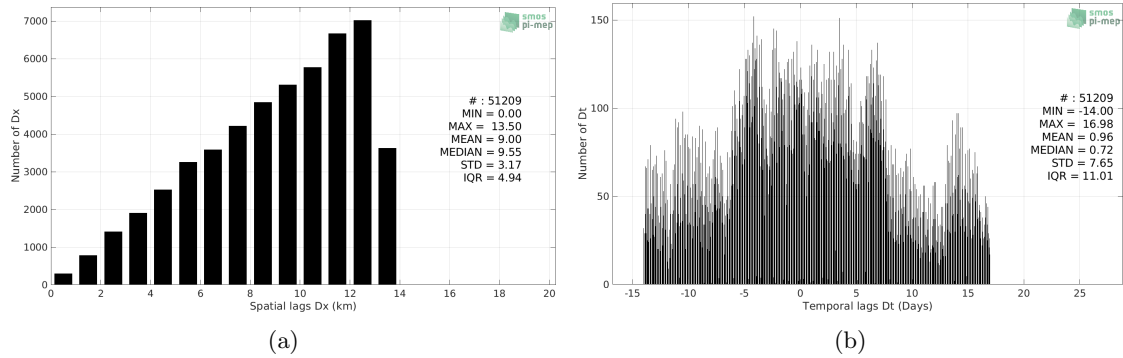 7000
6000
5000
4000
3000
2000
1000
0
Number of Dx
smos
pi-mep
# : 51209
MIN = 0.00
MAX = 13.50
MEAN = 9.00
MEDIAN = 9.55
STD = 3.17
IQR = 4.94
0 2 4 6 8 10 12 14 16 18 20
Spatial lags Dx (km)
(a)
150
100
50
0
Number of Dt
smos
pi-mep
# : 51209
MIN = -14.00
MAX = 16.98
MEAN = 0.96
MEDIAN = 0.72
STD = 7.65
IQR = 11.01
-15 -10 -5 0 5 10 15 20 25
Temporal lags Dt (Days)
(b)